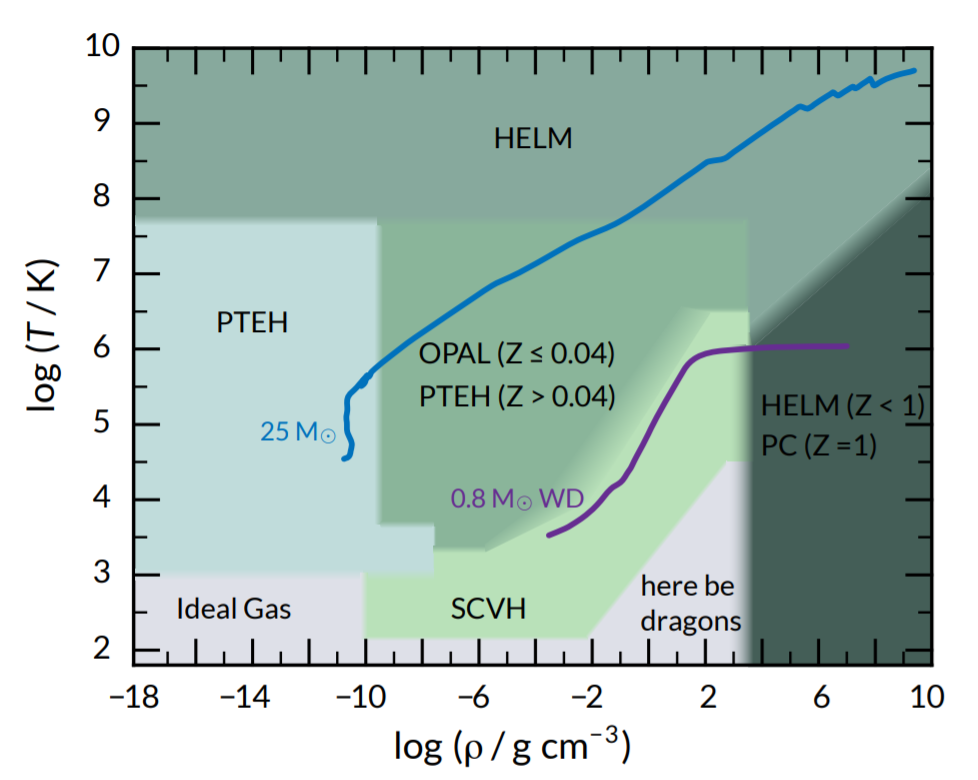 10
9
8
7
6
5
4
3
2
log (T / K)
HELM
PTEH
OPAL (Z ≤ 0.04)
PTEH (Z > 0.04)
25 M☉
HELM (Z < 1)
PC (Z =1)
0.8 M☉ WD
Ideal Gas
SCVH
here be
dragons
−18 −14 −10 −6 −2 2 6 10
log (ρ / g cm⁻³)